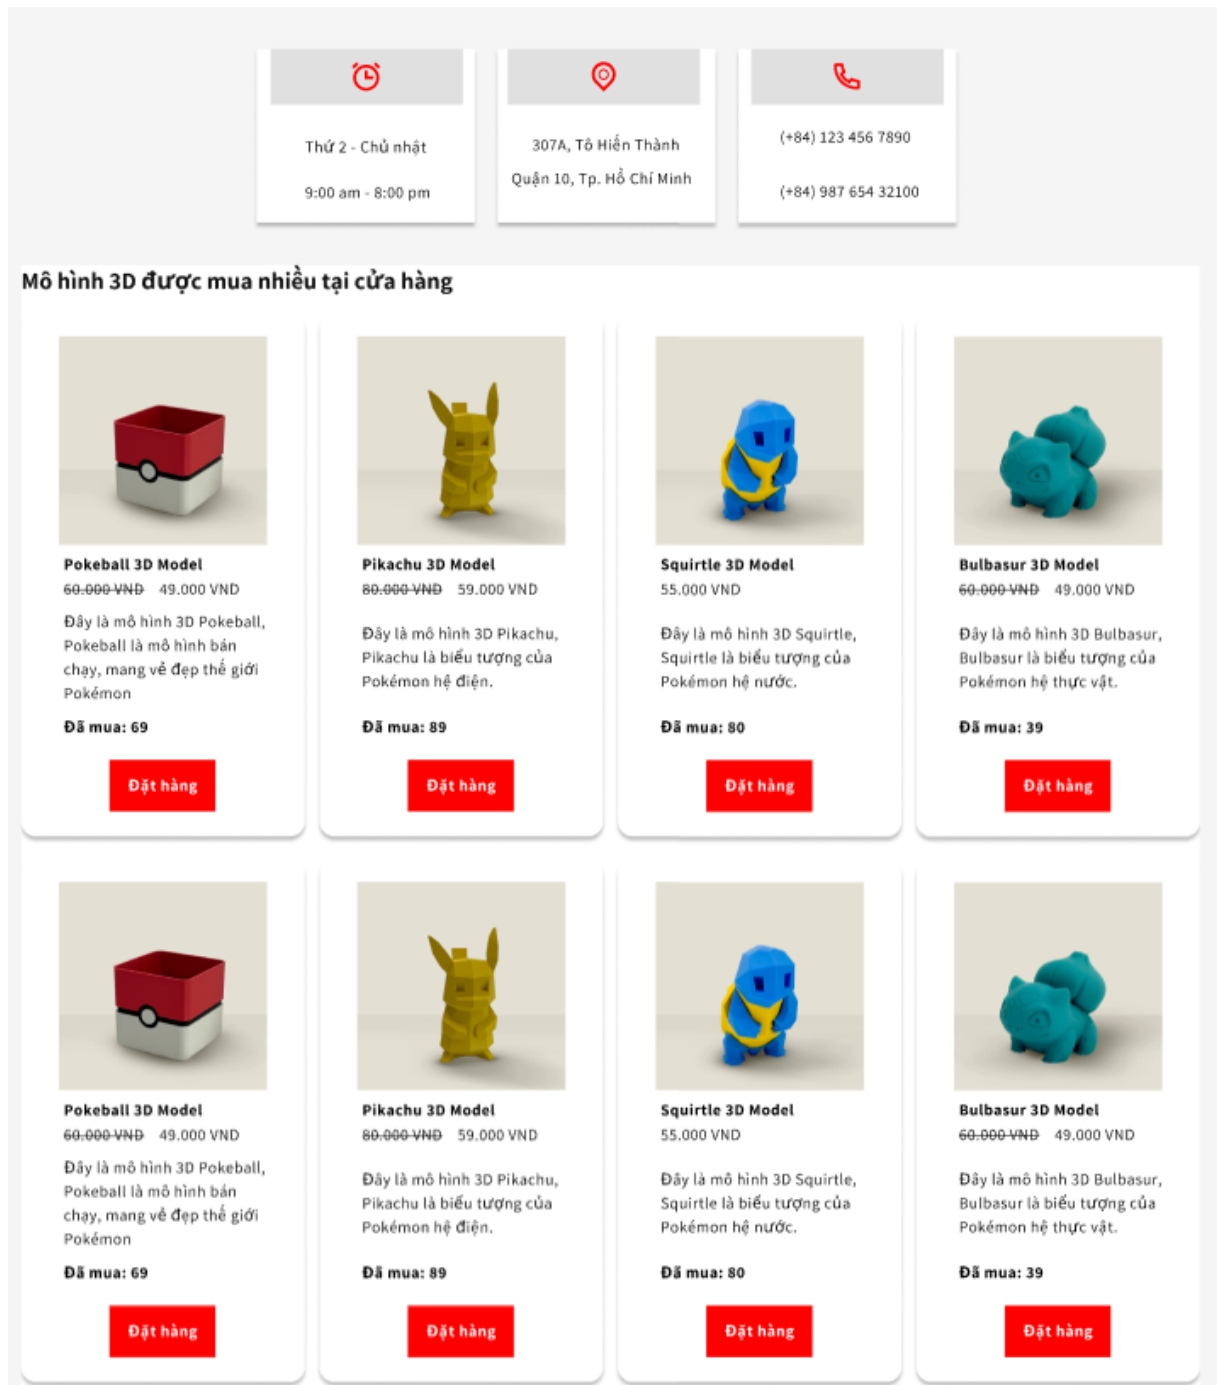 Thứ 2 - Chủ nhật
9:00 am - 8:00 pm
307A, Tô Hiến Thành
Quận 10, Tp. Hồ Chí Minh
(+84) 123 456 7890
(+84) 987 654 32100
Mô hình 3D được mua nhiều tại cửa hàng
Pokeball 3D Model
60.000 VND 49.000 VND
Đây là mô hình 3D Pokeball,
Pokeball là mô hình bán
chạy, mang vẻ đẹp thế giới
Pokémon
Đã mua: 69
Đặt hàng
Pikachu 3D Model
80.000 VND 59.000 VND
Đây là mô hình 3D Pikachu,
Pikachu là biểu tượng của
Pokémon hệ điện.
Đã mua: 89
Đặt hàng
Squirtle 3D Model
55.000 VND
Đây là mô hình 3D Squirtle,
Squirtle là biểu tượng của
Pokémon hệ nước.
Đã mua: 80
Đặt hàng
Bulbasur 3D Model
60.000 VND 49.000 VND
Đây là mô hình 3D Bulbasur,
Bulbasur là biểu tượng của
Pokémon hệ thực vật.
Đã mua: 39
Đặt hàng
Pokeball 3D Model
60.000 VND 49.000 VND
Đây là mô hình 3D Pokeball,
Pokeball là mô hình bán
chạy, mang vẻ đẹp thế giới
Pokémon
Đã mua: 69
Đặt hàng
Pikachu 3D Model
80.000 VND 59.000 VND
Đây là mô hình 3D Pikachu,
Pikachu là biểu tượng của
Pokémon hệ điện.
Đã mua: 89
Đặt hàng
Squirtle 3D Model
55.000 VND
Đây là mô hình 3D Squirtle,
Squirtle là biểu tượng của
Pokémon hệ nước.
Đã mua: 80
Đặt hàng
Bulbasur 3D Model
60.000 VND 49.000 VND
Đây là mô hình 3D Bulbasur,
Bulbasur là biểu tượng của
Pokémon hệ thực vật.
Đã mua: 39
Đặt hàng